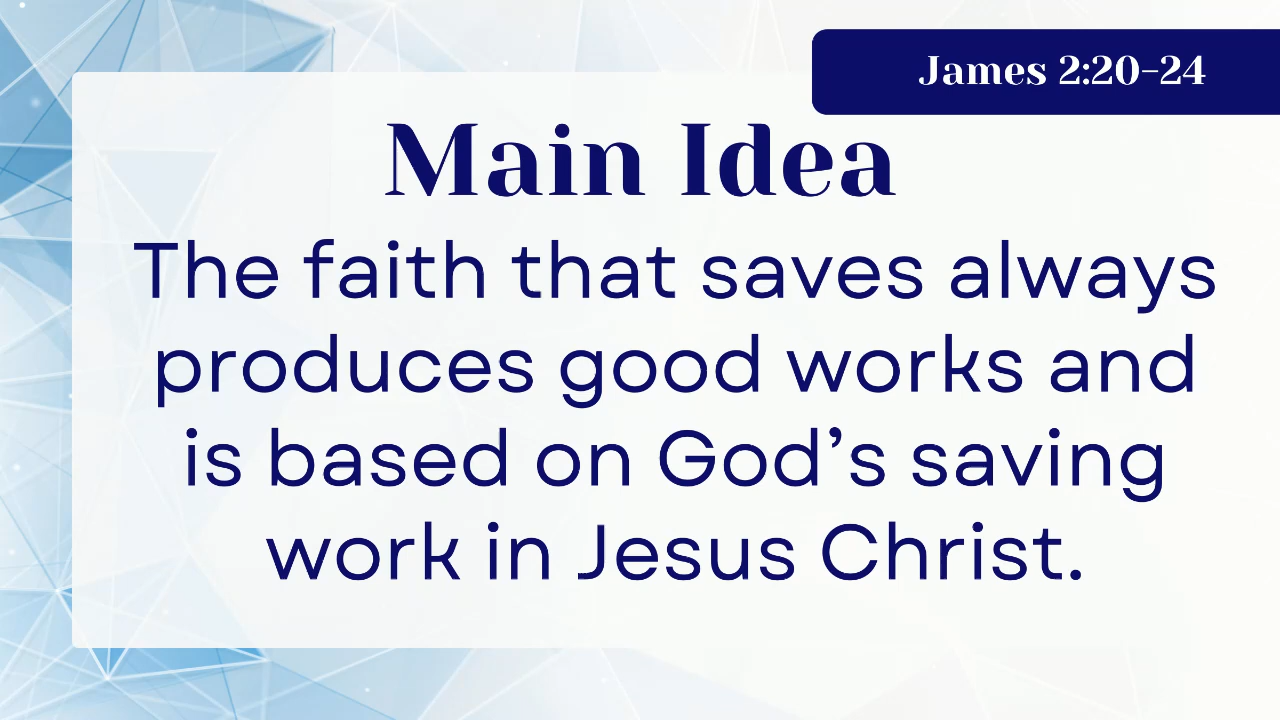 James 2:20-24
Main Idea
The faith that saves always
produces good works and
is based on God’s saving
work in Jesus Christ.